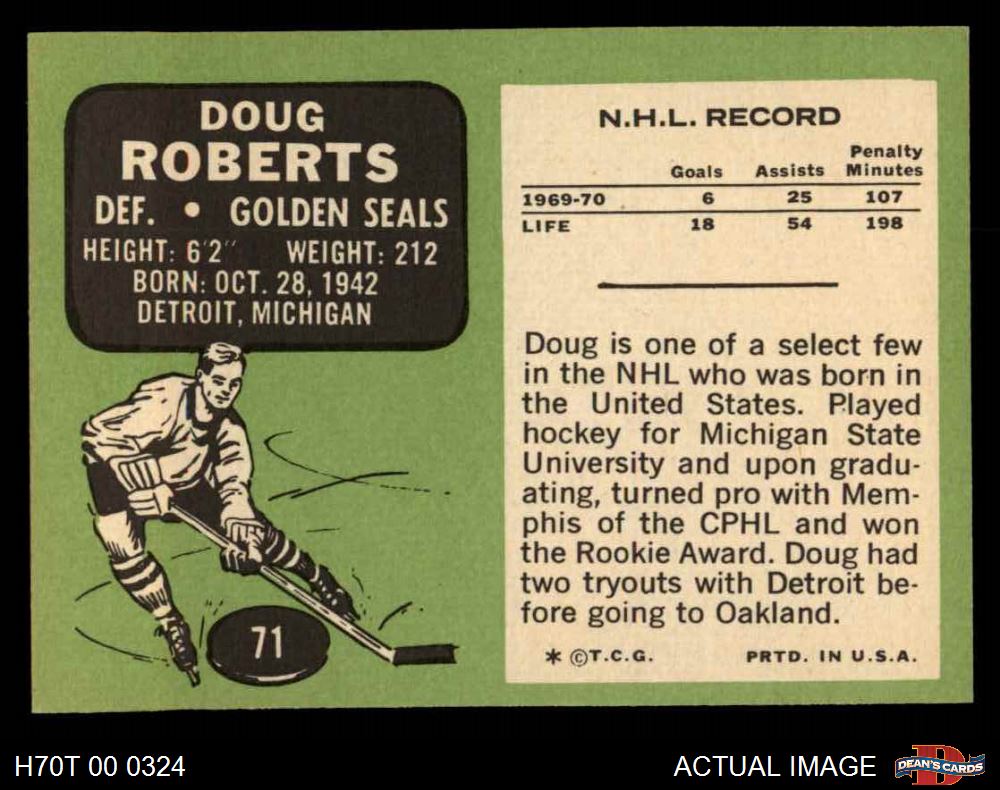 DOUG
ROBERTS
DEF. • GOLDEN SEALS
HEIGHT: 6'2" WEIGHT: 212
BORN: OCT. 28, 1942
DETROIT, MICHIGAN
71
N.H.L. RECORD
Goals Assists Penalty Minutes
1969-70 6 25 107
LIFE 18 54 198
Doug is one of a select few
in the NHL who was born in
the United States. Played
hockey for Michigan State
University and upon gradu-
ating, turned pro with Mem-
phis of the CPHL and won
the Rookie Award. Doug had
two tryouts with Detroit be-
fore going to Oakland.
* ©T.C.G. PRTD. IN U.S.A.
H70T 00 0324
ACTUAL IMAGE
DEAN'S CARDS